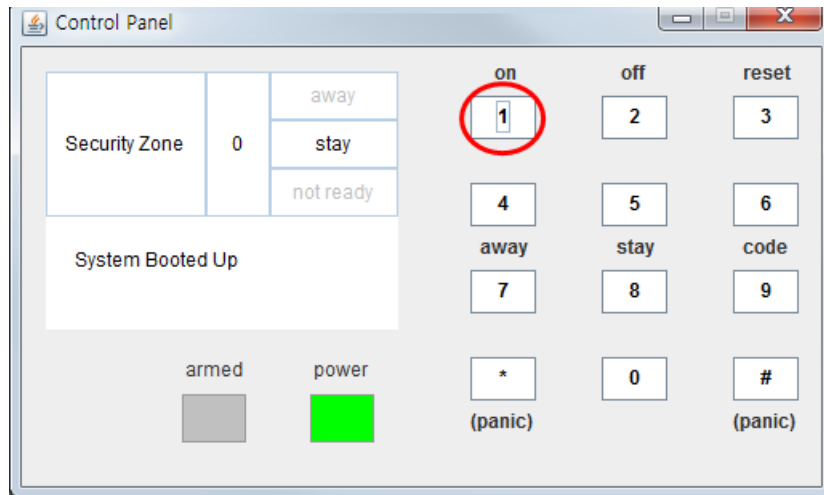 Control Panel
away
Security Zone 0 stay
not ready
System Booted Up
armed power
on off reset
1 2 3
4 5 6
away stay code
7 8 9
* 0 #
(panic) (panic)